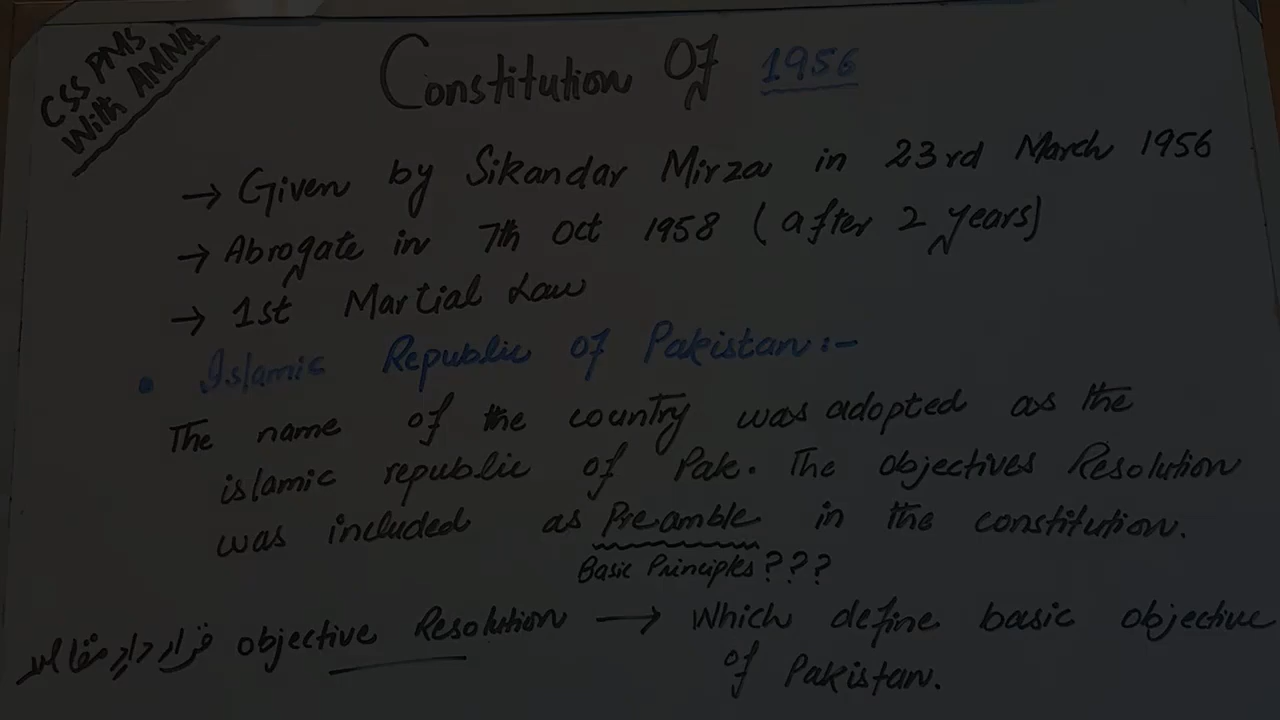 CSS PMS
With AMNA
Constitution Of 1956
→ Given by Sikandar Mirza in 23rd March 1956
→ Abrogate in 7th Oct 1958 (after 2 years)
→ 1st Martial Law
• Islamic Republic of Pakistan:-
The name of the country was adopted as the
islamic republic of Pak. The objectives Resolution
was included as Preamble in the constitution.
Basic Principles???
قرار داد مقاصد objective Resolution → Which define basic objective
of Pakistan.